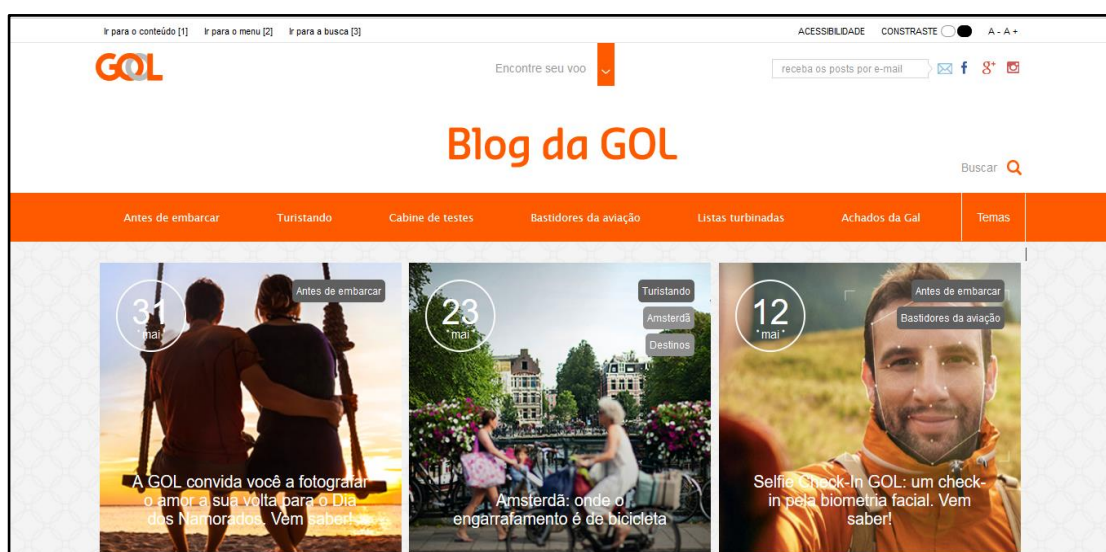 Ir para o conteúdo [1] Ir para o menu [2] Ir para a busca [3] ACESSIBILIDADE CONSTRASTE A - A +
GOL Encontre seu voo receba os posts por e-mail f g+
Blog da GOL
Buscar
Antes de embarcar Turistando Cabine de testes Bastidores da aviação Listas turbinadas Achados da Gal Temas
31
mai
Antes de embarcar
A GOL convida você a fotografar
o amor a sua volta para o Dia
dos Namorados. Vem saber!
23
mai
Turistando
Amsterdã
Destinos
Amsterdã: onde o
engarrafamento é de bicicleta
12
mai
Antes de embarcar
Bastidores da aviação
Selfie Check-In GOL: um check-
in pela biometria facial. Vem
saber!